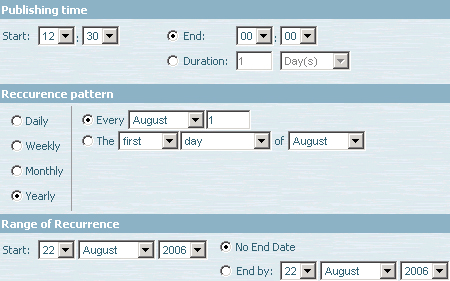 Publishing time
Start: 12 : 30 End: 00 : 00
Duration: 1 Day(s)
Reccurence pattern
Daily Every August 1
Weekly The first day of August
Monthly
Yearly
Range of Recurrence
Start: 22 August 2006 No End Date
End by: 22 August 2006